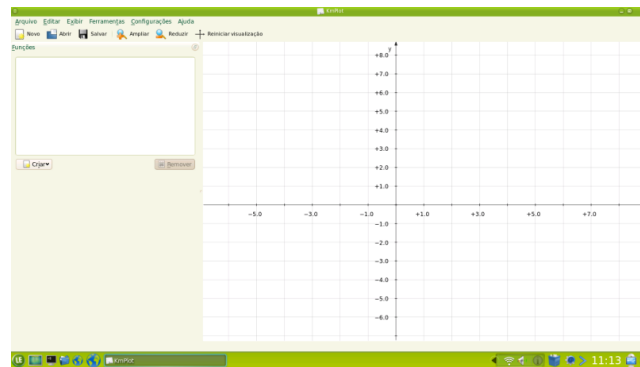 KmPlot
Arquivo Editar Exibir Ferramentas Configurações Ajuda
Novo Abrir Salvar Ampliar Reduzir Reiniciar visualização
Funções
Criar
Remover
y
+8.0
+7.0
+6.0
+5.0
+4.0
+3.0
+2.0
+1.0
−5.0 −3.0 −1.0 +1.0 +3.0 +5.0 +7.0
−1.0
−2.0
−3.0
−4.0
−5.0
−6.0
KmPlot
11:13